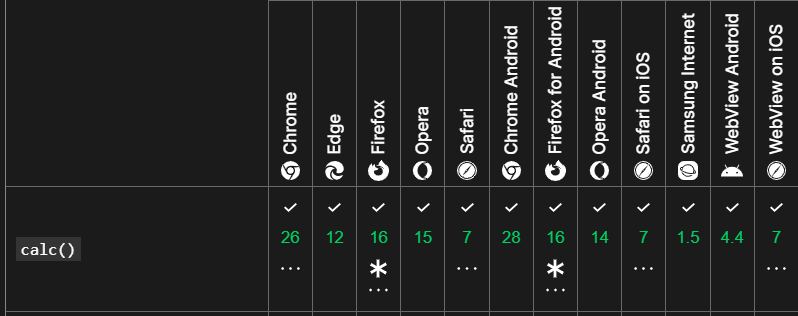 Chrome
Edge
Firefox
Opera
Safari
Chrome Android
Firefox for Android
Opera Android
Safari on iOS
Samsung Internet
WebView Android
WebView on iOS
calc()
✓ ✓ ✓ ✓ ✓ ✓ ✓ ✓ ✓ ✓ ✓ ✓
26 12 16 15 7 28 16 14 7 1.5 4.4 7
... * ... * ... ...
... ...